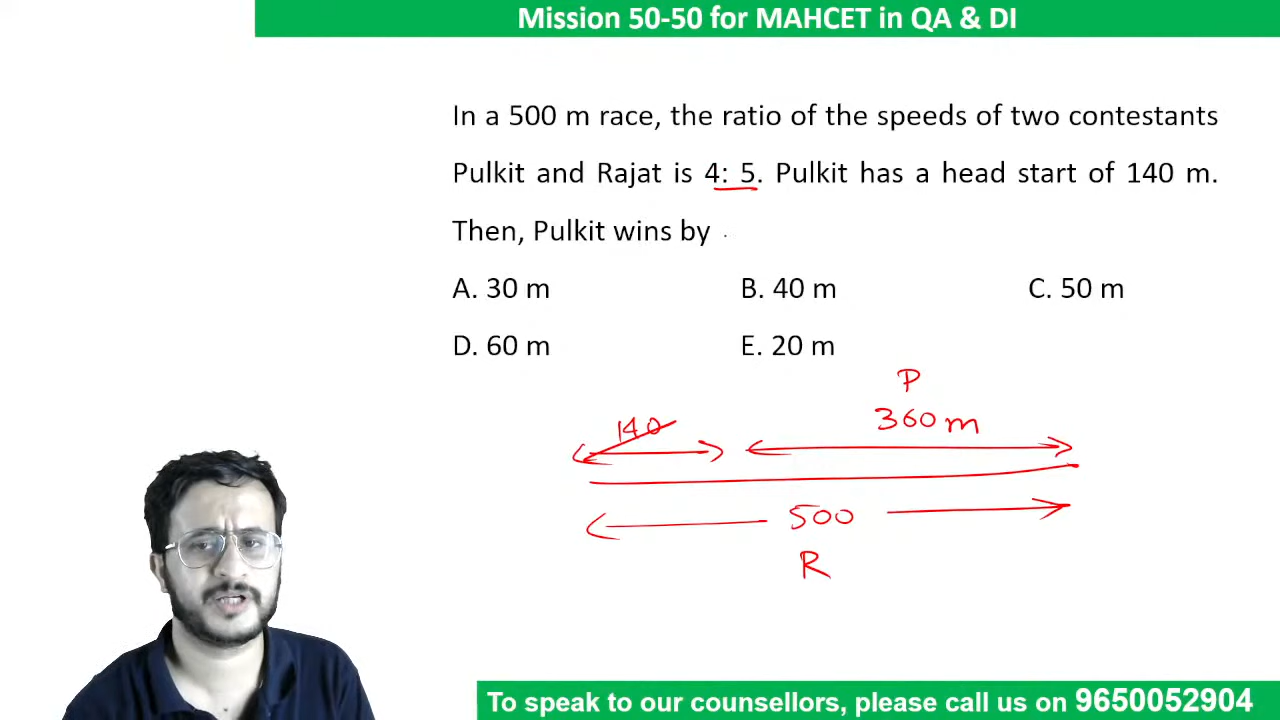 Mission 50-50 for MAHCET in QA & DI
In a 500 m race, the ratio of the speeds of two contestants
Pulkit and Rajat is 4: 5. Pulkit has a head start of 140 m.
Then, Pulkit wins by
A. 30 m B. 40 m C. 50 m
D. 60 m E. 20 m
P
140 360 m
500
R
To speak to our counsellors, please call us on 9650052904